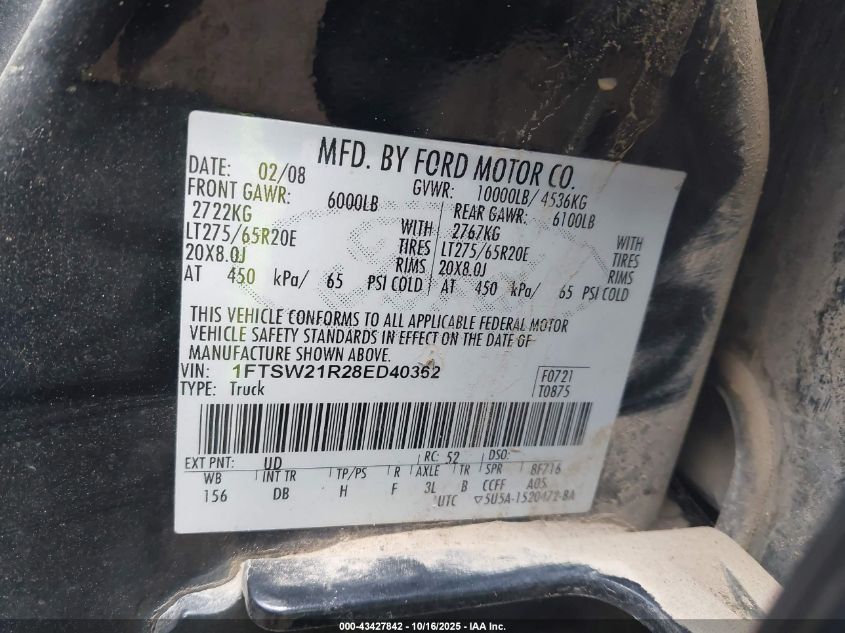 MFD. BY FORD MOTOR CO.
DATE: 02/08 GVWR: 10000LB/ 4536KG
FRONT GAWR: 6000LB REAR GAWR: 6100LB
2722KG WITH 2767KG WITH
LT275/65R20E TIRES LT275/65R20E TIRES
20X8.0J RIMS 20X8.0J RIMS
AT 450 kPa/ 65 PSI COLD AT 450 kPa/ 65 PSI COLD
THIS VEHICLE CONFORMS TO ALL APPLICABLE FEDERAL MOTOR
VEHICLE SAFETY STANDARDS IN EFFECT ON THE DATE OF
MANUFACTURE SHOWN ABOVE.
VIN: 1FTSW21R28ED40362 F0721
TYPE: Truck T0875
EXT PNT: UD RC: 52 DSO:
WB INT TR TP/PS R AXLE TR SPR 8F716
156 DB H F 3L B CCFF A05
UTC ▽5U5A-1520472-BA
000-43427842 - 10/16/2025 - IAA Inc.